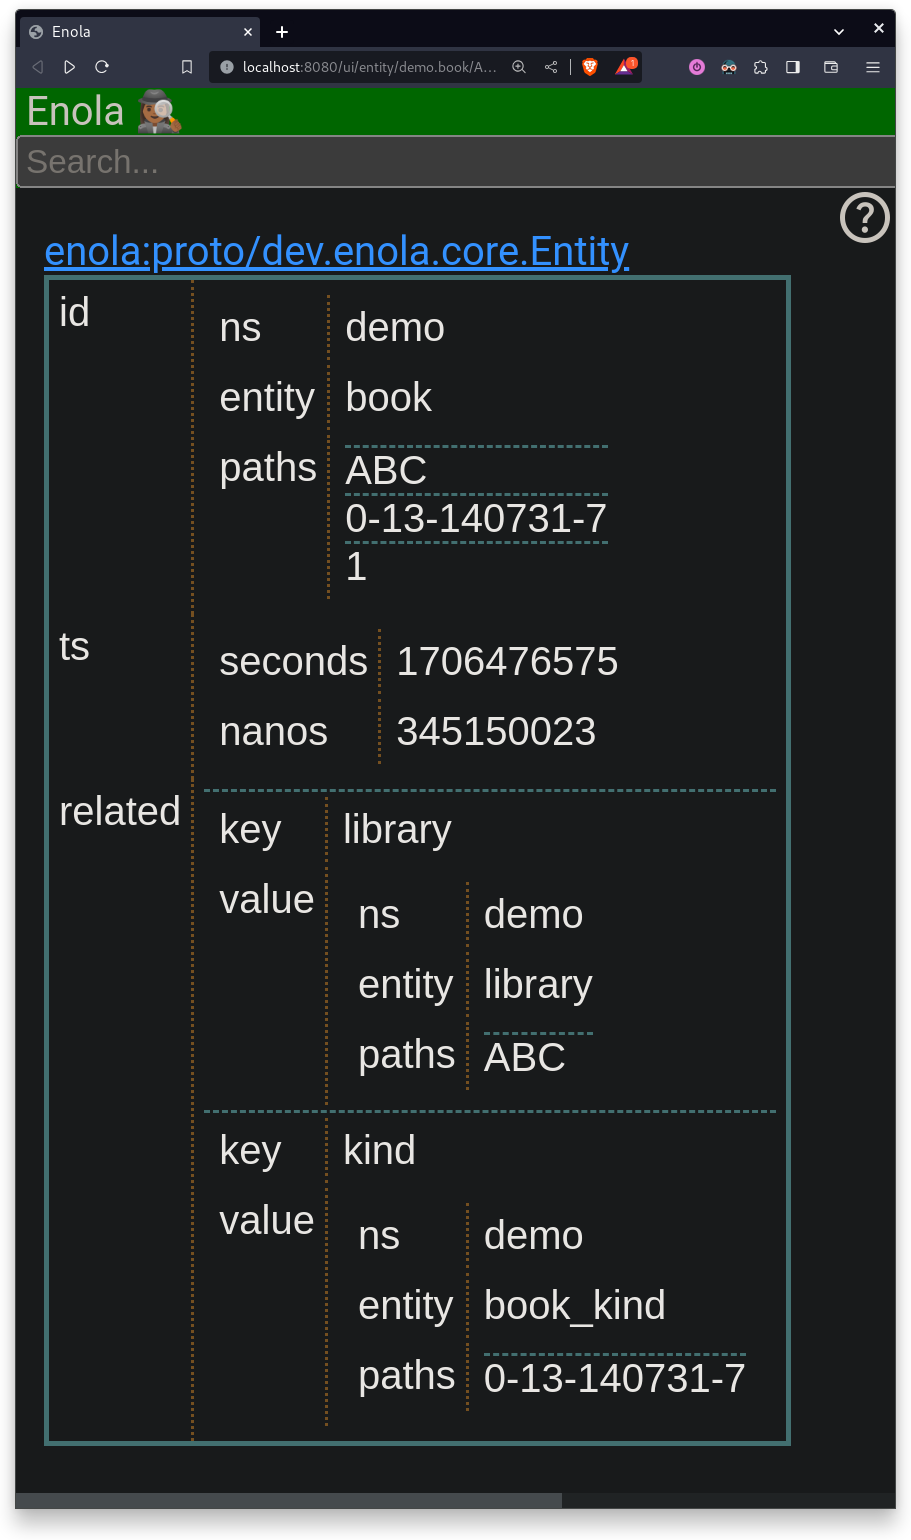 Enola
localhost:8080/ui/entity/demo.book/A...
1
Enola
Search...
?
enola:proto/dev.enola.core.Entity
id
ns demo
entity book
paths ABC
0-13-140731-7
1
ts
seconds 1706476575
nanos 345150023
related
key library
value
ns demo
entity library
paths ABC
key kind
value
ns demo
entity book_kind
paths 0-13-140731-7